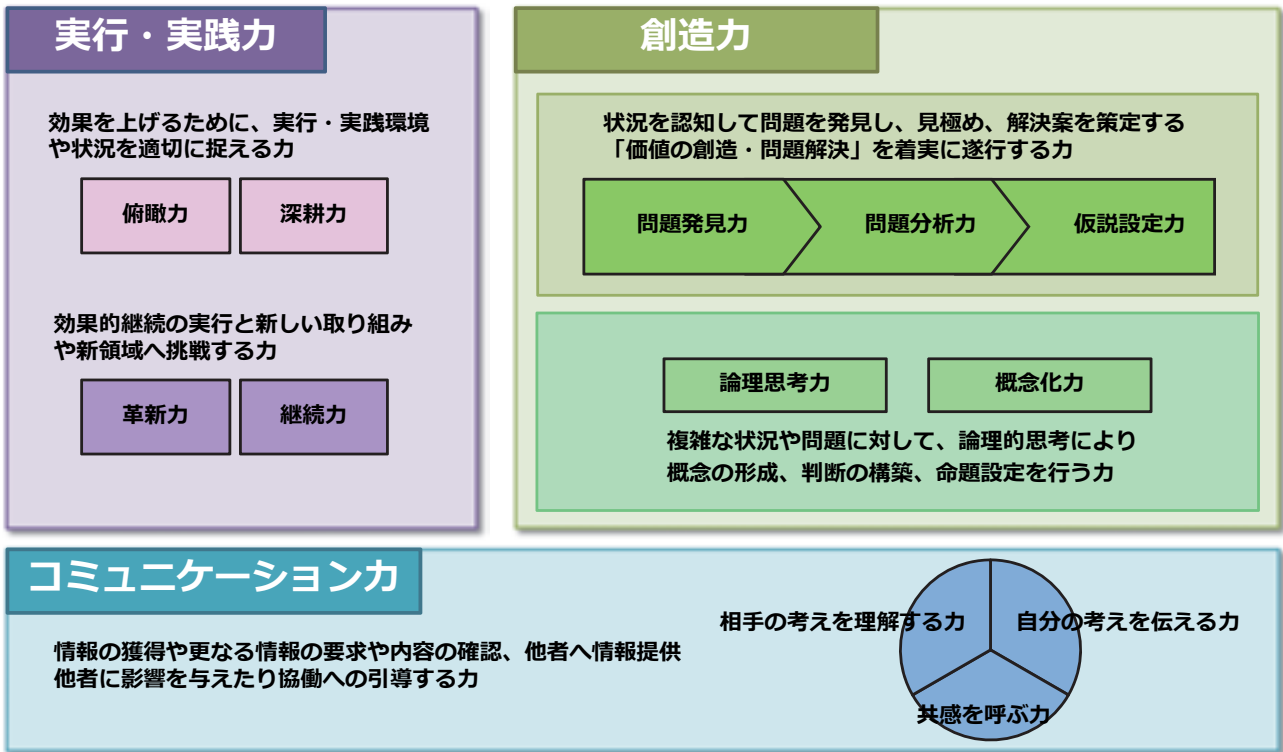 実行・実践力
効果を上げるために、実行・実践環境
や状況を適切に捉える力
俯瞰力
深耕力
効果的継続の実行と新しい取り組み
や新領域へ挑戦する力
革新力
継続力
創造力
状況を認知して問題を発見し、見極め、解決案を策定する
「価値の創造・問題解決」を着実に遂行する力
問題発見力
問題分析力
仮説設定力
論理思考力
概念化力
複雑な状況や問題に対して、論理的思考により
概念の形成、判断の構築、命題設定を行う力
コミュニケーション力
情報の獲得や更なる情報の要求や内容の確認、他者へ情報提供
他者に影響を与えたり協働への引導する力
相手の考えを理解する力
自分の考えを伝える力
共感を呼ぶ力